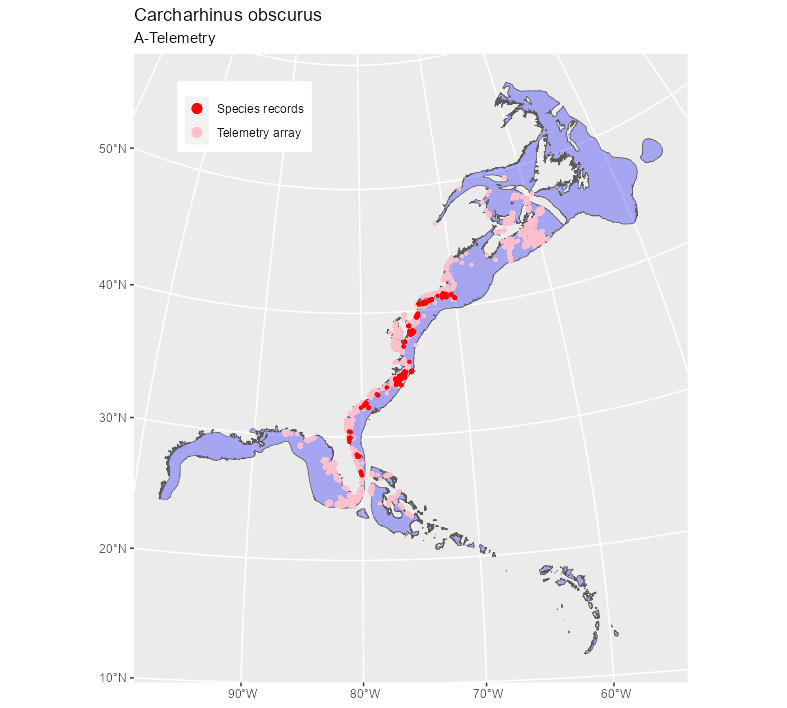 Carcharhinus obscurus
A-Telemetry
Species records
Telemetry array
50°N
40°N
30°N
20°N
10°N
90°W
80°W
70°W
60°W